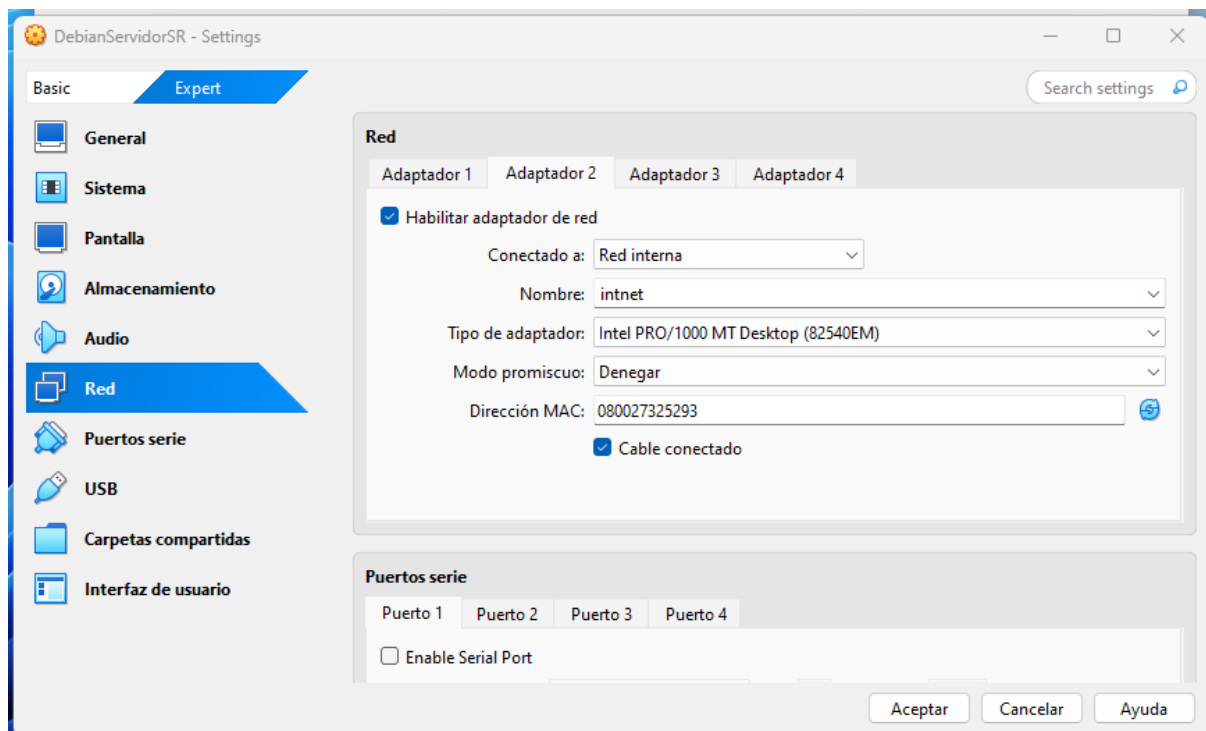 DebianServidorSR - Settings
Basic
Expert
Search settings
General
Sistema
Pantalla
Almacenamiento
Audio
Red
Puertos serie
USB
Carpetas compartidas
Interfaz de usuario
Red
Adaptador 1 Adaptador 2 Adaptador 3 Adaptador 4
Habilitar adaptador de red
Conectado a: Red interna
Nombre: intnet
Tipo de adaptador: Intel PRO/1000 MT Desktop (82540EM)
Modo promiscuo: Denegar
Dirección MAC: 080027325293
Cable conectado
Puertos serie
Puerto 1 Puerto 2 Puerto 3 Puerto 4
Enable Serial Port
Aceptar Cancelar Ayuda